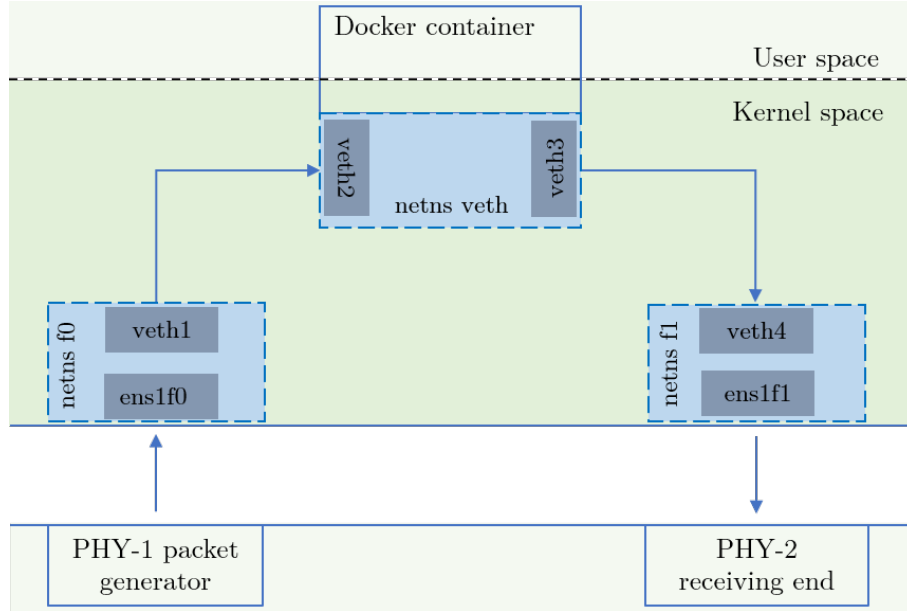 Docker container
User space
Kernel space
veth2
veth3
netns veth
netns f0
veth1
ens1f0
netns f1
veth4
ens1f1
PHY-1 packet
generator
PHY-2
receiving end